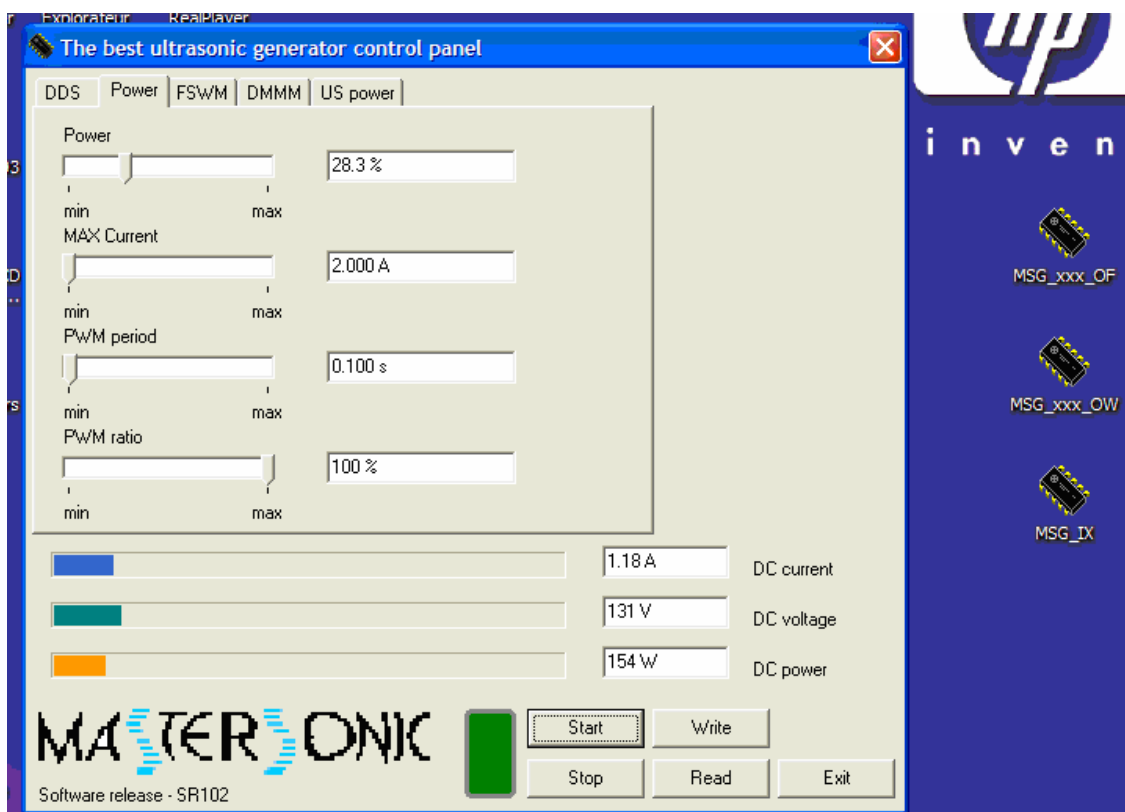 Explorateur RealPlayer
The best ultrasonic generator control panel
DDS Power FSWM DMMM US power
Power
28.3 %
min max
MAX Current
2.000 A
min max
PWM period
0.100 s
min max
PWM ratio
100 %
min max
1.18 A DC current
131 V DC voltage
154 W DC power
MASTERSONIC
Start Write
Stop Read Exit
Software release - SR102
hp
i n v e n
MSG_xxx_OF
MSG_xxx_OW
MSG_IX